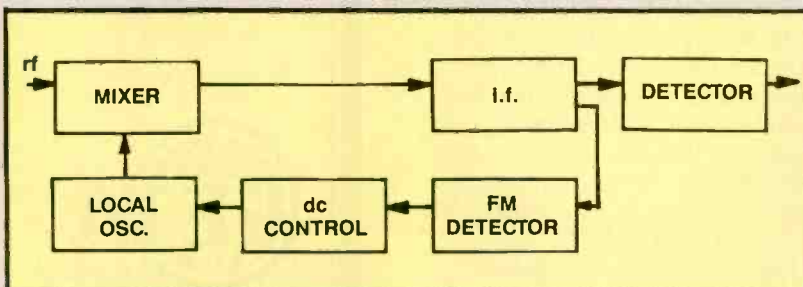 rf
MIXER
i.f.
DETECTOR
LOCAL
OSC.
dc
CONTROL
FM
DETECTOR